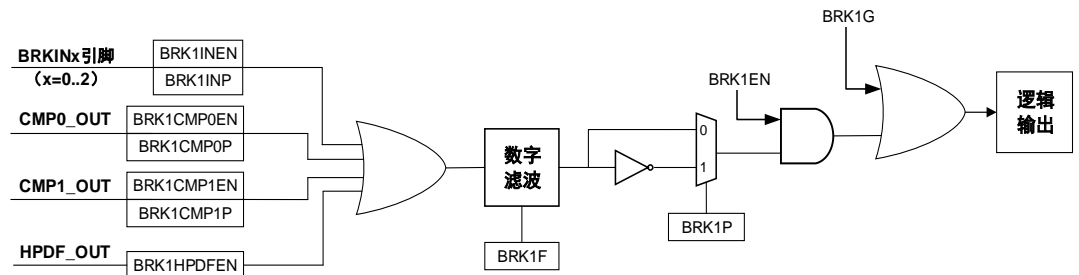 BRKINx引脚
（x=0..2）
BRK1INEN
BRK1INP
CMP0_OUT
BRK1CMP0EN
BRK1CMP0P
CMP1_OUT
BRK1CMP1EN
BRK1CMP1P
HPDF_OUT
BRK1HPDFEN
数字
滤波
BRK1F
0
1
BRK1P
BRK1EN
BRK1G
逻辑
输出